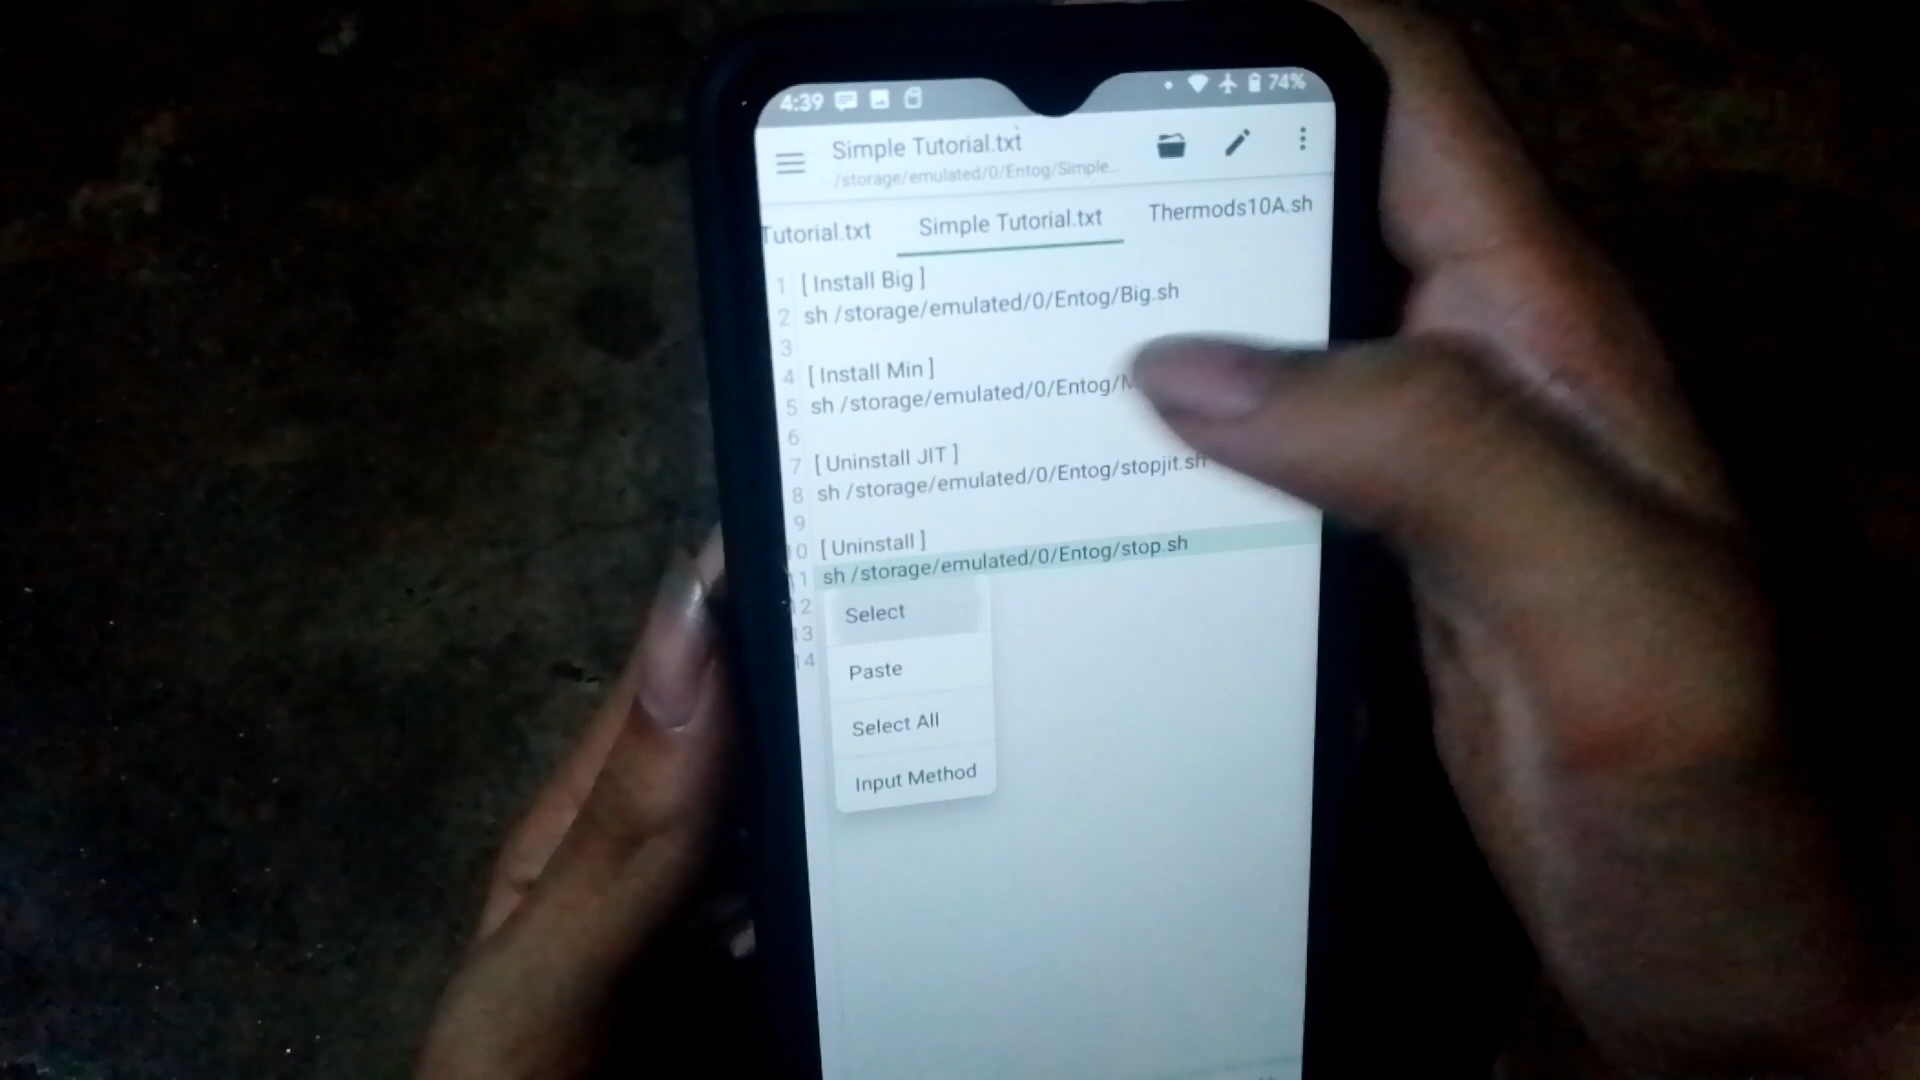 4:39 74%
Simple Tutorial.txt
/storage/emulated/0/Entog/Simple...
Tutorial.txt Simple Tutorial.txt Thermods10A.sh
1 [ Install Big ]
2 sh /storage/emulated/0/Entog/Big.sh
3
4 [ Install Min ]
5 sh /storage/emulated/0/Entog/M
6
7 [ Uninstall JIT ]
8 sh /storage/emulated/0/Entog/stopjit.sh
9
10 [ Uninstall ]
11 sh /storage/emulated/0/Entog/stop.sh
12
13
14
Select
Paste
Select All
Input Method